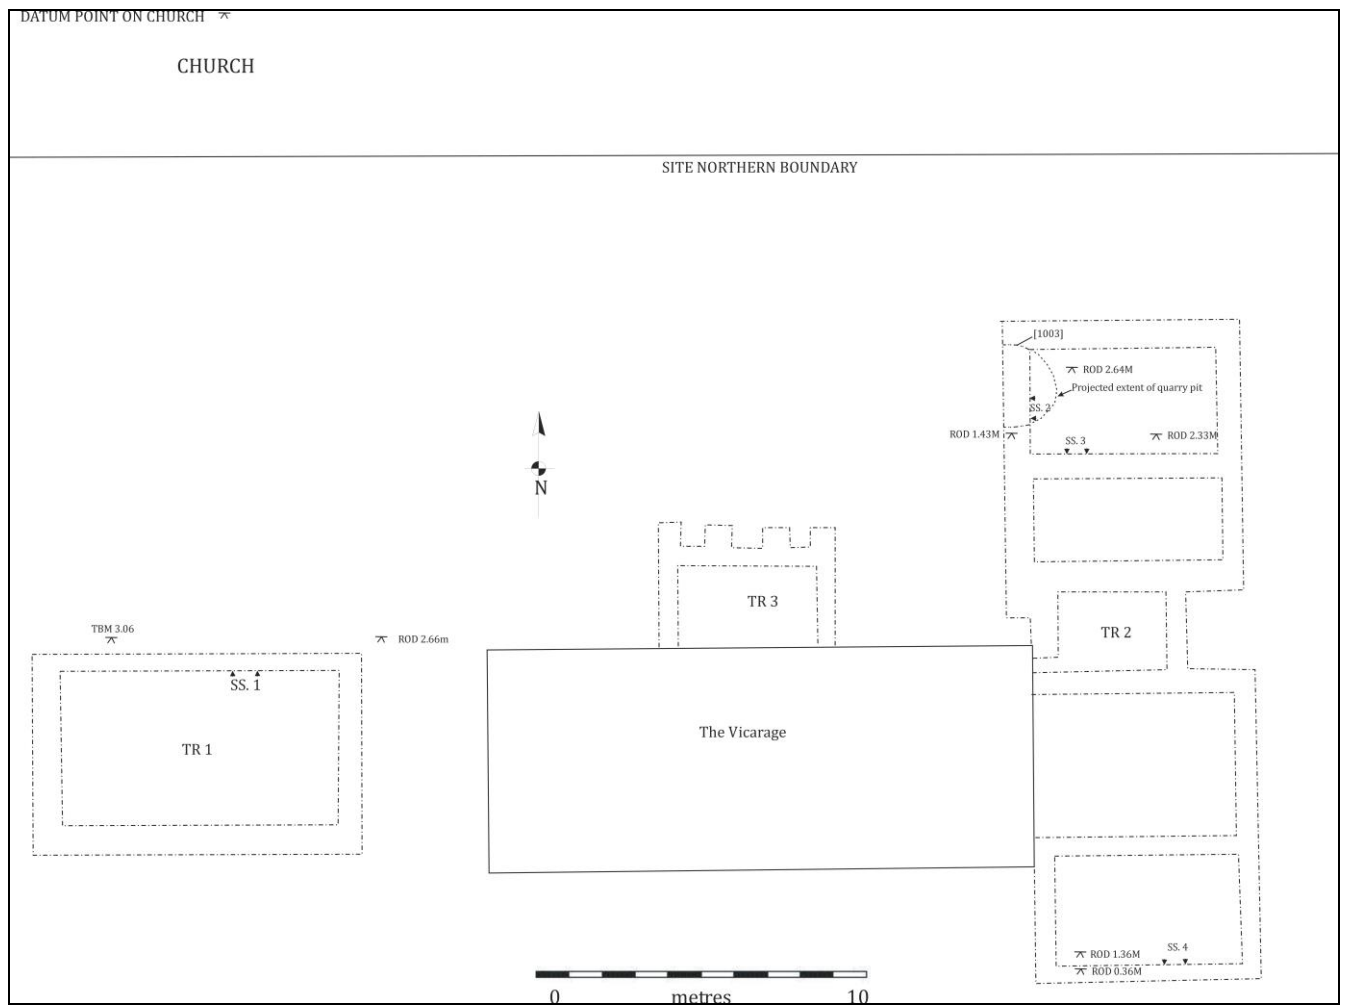 DATUM POINT ON CHURCH
CHURCH
SITE NORTHERN BOUNDARY
[1003]
ROD 2.64M
Projected extent of quarry pit
SS. 2
ROD 1.43M
SS. 3
ROD 2.33M
N
TR 3
TBM 3.06
ROD 2.66m
TR 2
SS. 1
TR 1
The Vicarage
SS. 4
ROD 1.36M
ROD 0.36M
0 metres 10